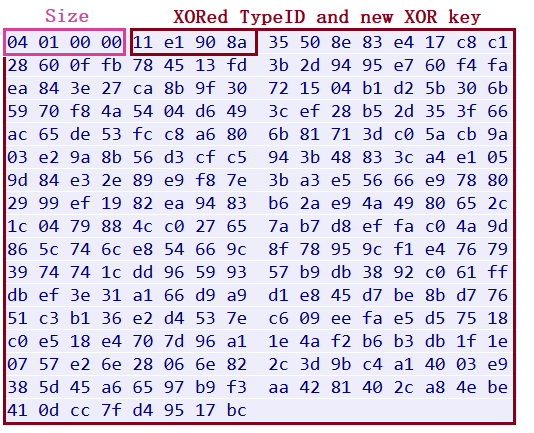 Size XORed TypeID and new XOR key
04 01 00 00 11 e1 90 8a 35 50 8e 83 e4 17 c8 c1
28 60 0f fb 78 45 13 fd 3b 2d 94 95 e7 60 f4 fa
ea 84 3e 27 ca 8b 9f 30 72 15 04 b1 d2 5b 30 6b
59 70 f8 4a 54 04 d6 49 3c ef 28 b5 2d 35 3f 66
ac 65 de 53 fc c8 a6 80 6b 81 71 3d c0 5a cb 9a
03 e2 9a 8b 56 d3 cf c5 94 3b 48 83 3c a4 e1 05
9d 84 e3 2e 89 e9 f8 7e 3b a3 e5 56 66 e9 78 80
29 99 ef 19 82 ea 94 83 b6 2a e9 4a 49 80 65 2c
1c 04 79 88 4c c0 27 65 7a b7 d8 ef fa c0 4a 9d
86 5c 74 6c e8 54 66 9c 8f 78 95 9c f1 e4 76 79
39 74 74 1c dd 96 59 93 57 b9 db 38 92 c0 61 ff
db ef 3e 31 a1 66 d9 a9 d1 e8 45 d7 be 8b d7 76
51 c3 b1 36 e2 d4 53 7e c6 09 ee fa e5 d5 75 18
c0 e5 18 e4 70 7d 96 a1 1e 4a f2 b6 b3 db 1f 1e
07 57 e2 6e 28 06 6e 82 2c 3d 9b c4 a1 40 03 e9
38 5d 45 a6 65 97 b9 f3 aa 42 81 40 2c a8 4e be
41 0d cc 7f d4 95 17 bc